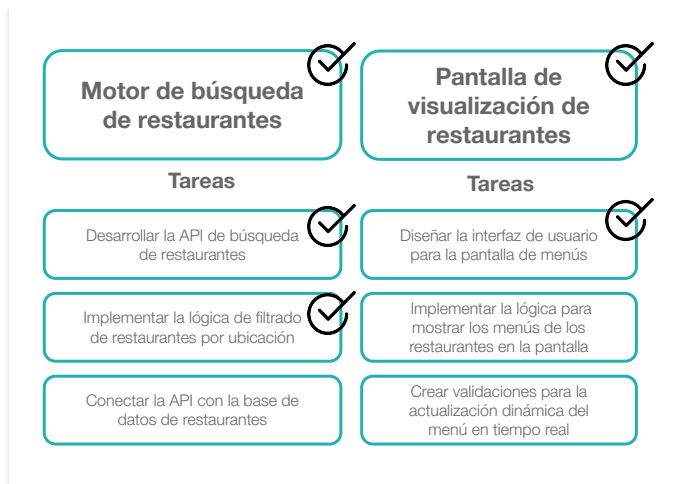 Motor de búsqueda
de restaurantes
Tareas
Desarrollar la API de búsqueda
de restaurantes
Implementar la lógica de filtrado
de restaurantes por ubicación
Conectar la API con la base de
datos de restaurantes
Pantalla de
visualización de
restaurantes
Tareas
Diseñar la interfaz de usuario
para la pantalla de menús
Implementar la lógica para
mostrar los menús de los
restaurantes en la pantalla
Crear validaciones para la
actualización dinámica del
menú en tiempo real